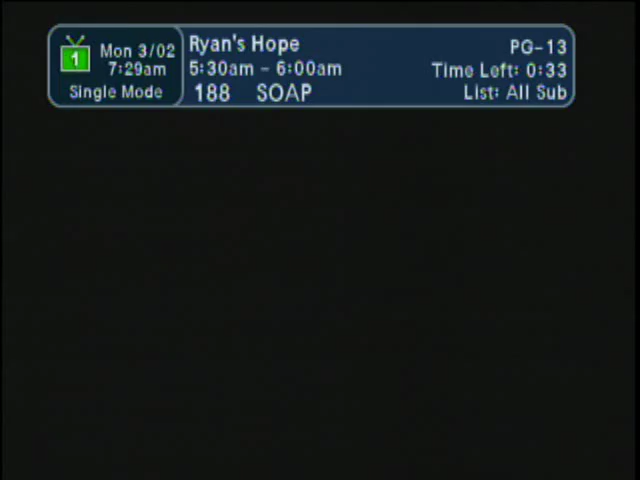 1
Mon 3/02
7:29am
Single Mode
Ryan's Hope
5:30am - 6:00am
188 SOAP
PG-13
Time Left: 0:33
List: All Sub